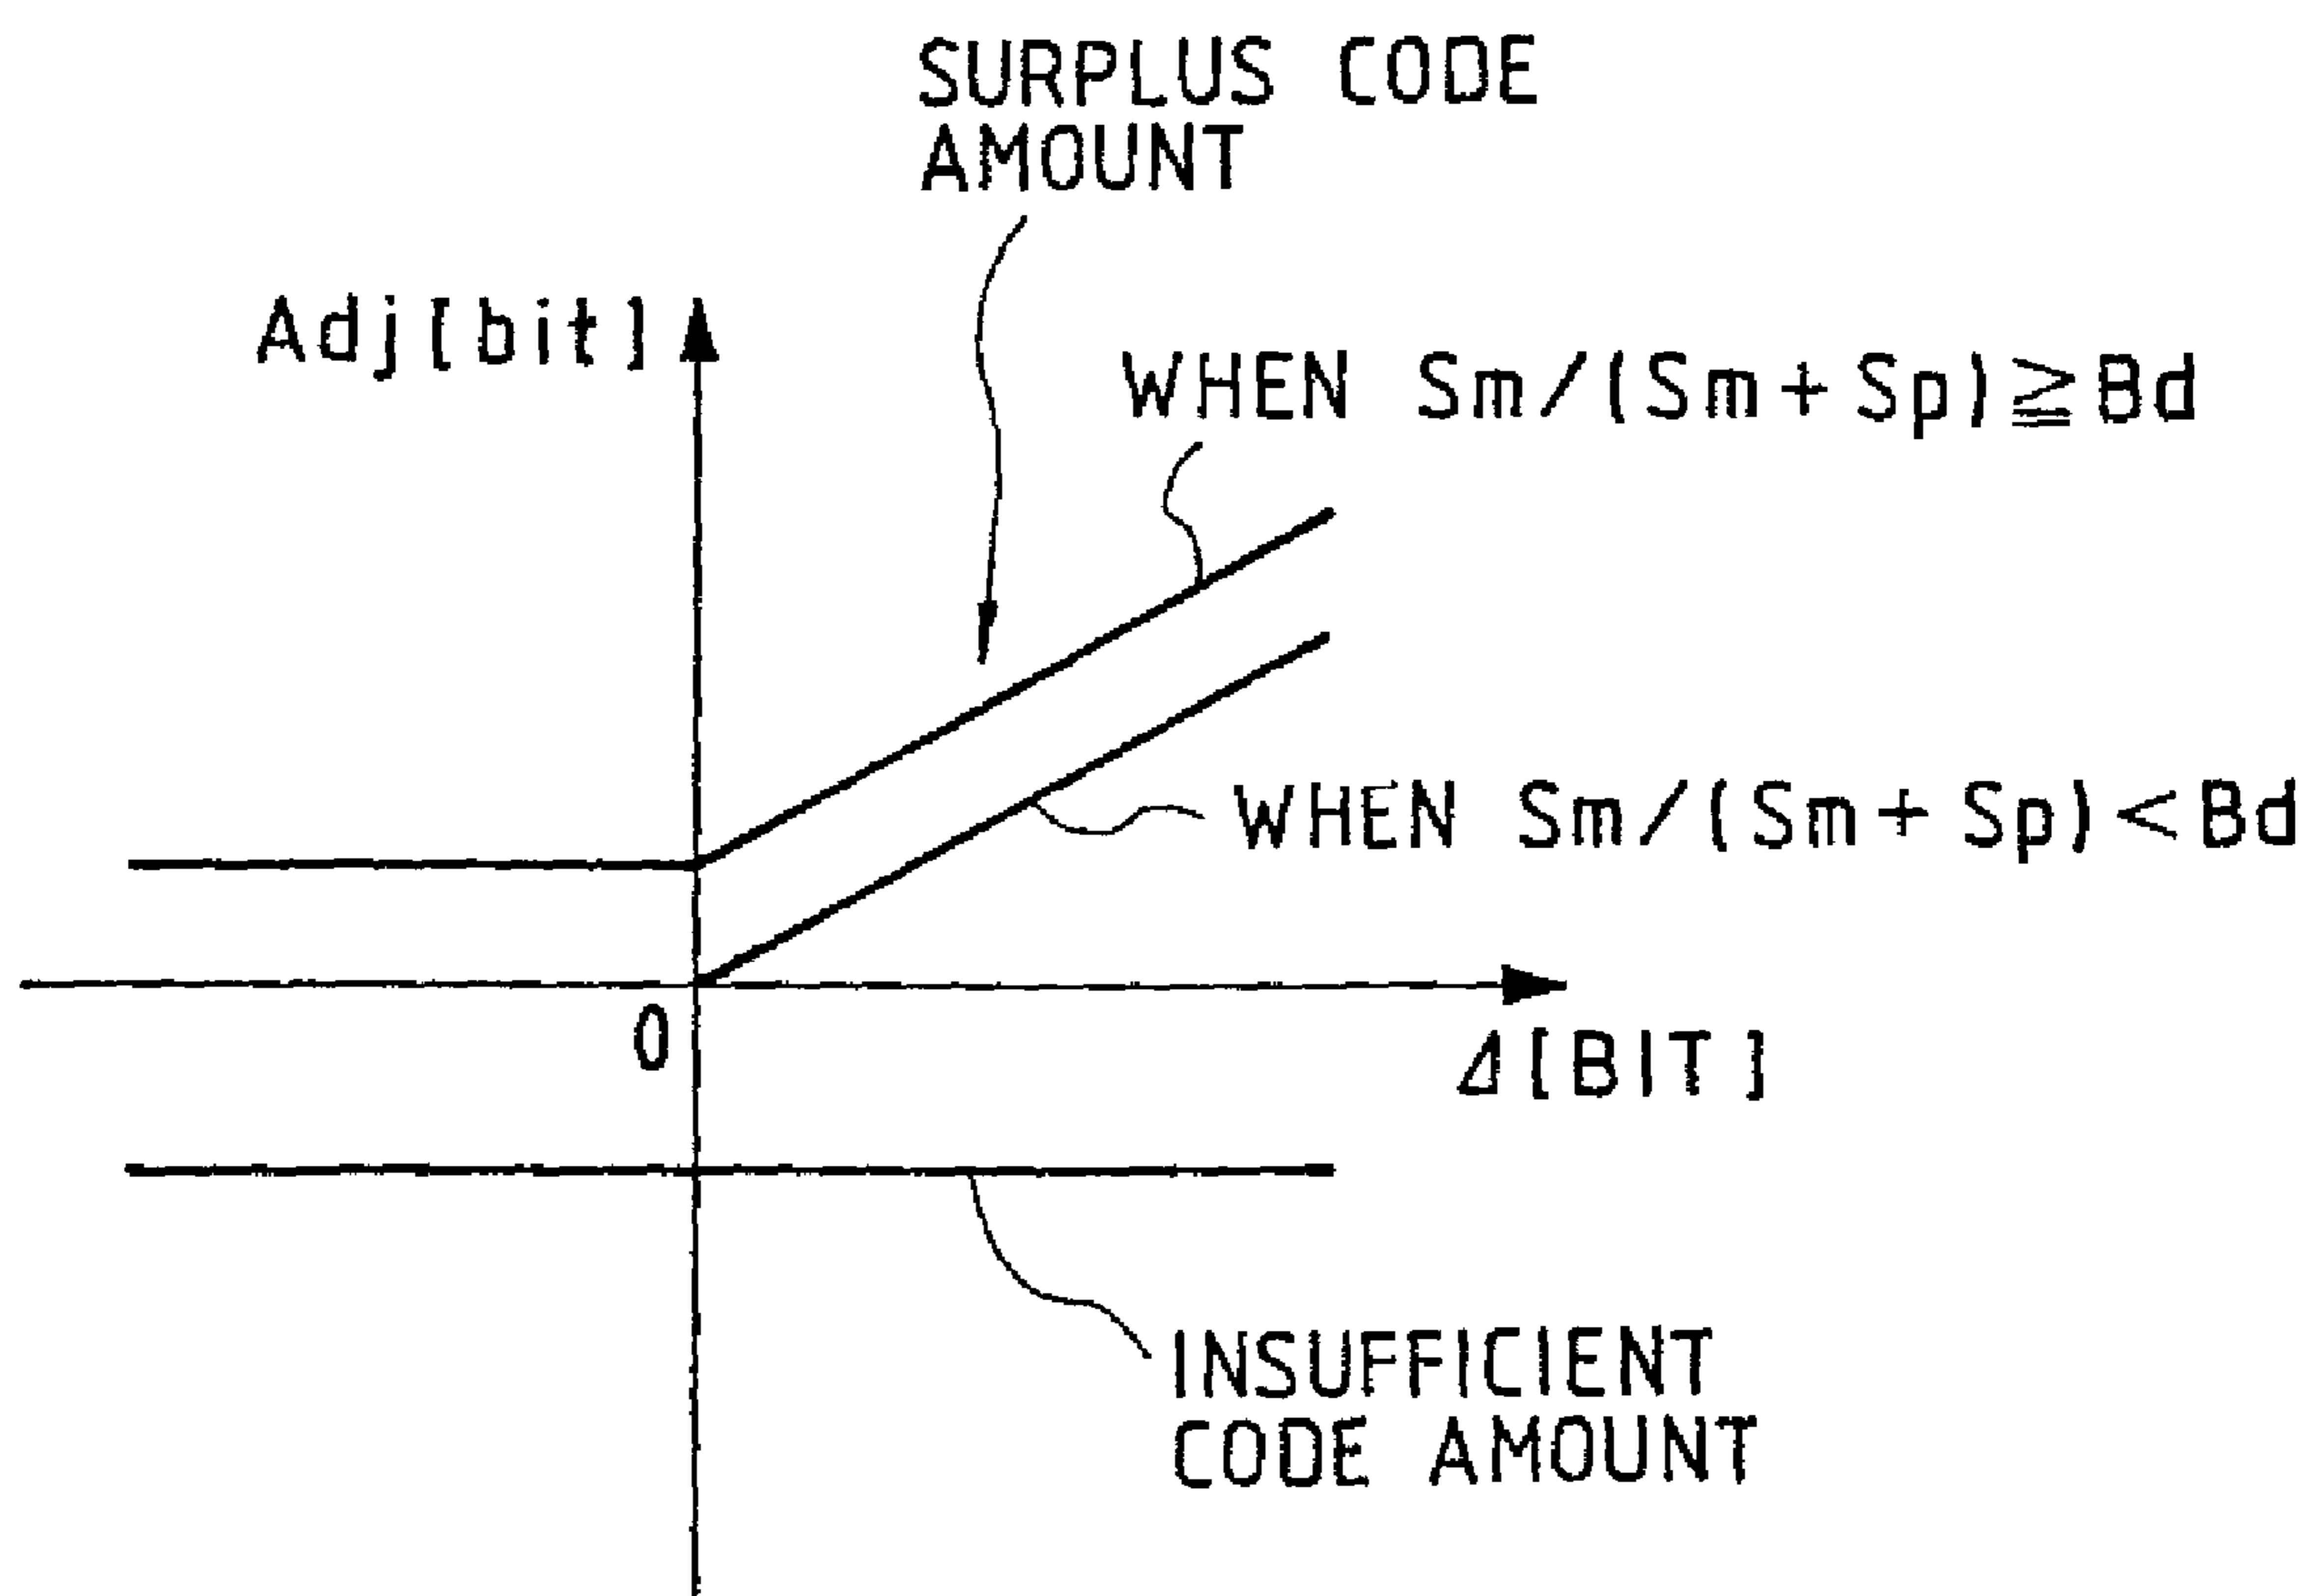 SURPLUS CODE
AMOUNT
Adj[bit]
WHEN Sm/(Sm+Sp)≧Bd
WHEN Sm/(Sm+Sp)<Bd
0
Δ[BIT]
INSUFFICIENT
CODE AMOUNT